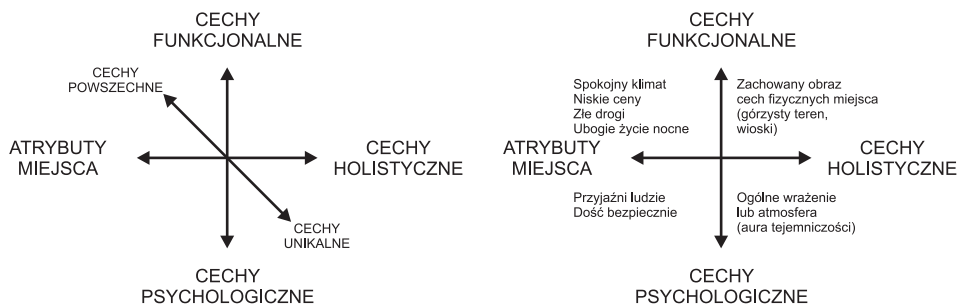 CECHY
FUNKCJONALNE
CECHY
POWSZECHNE
ATRYBUTY
MIEJSCA
CECHY
HOLISTYCZNE
CECHY
UNIKALNE
CECHY
PSYCHOLOGICZNE
CECHY
FUNKCJONALNE
Spokojny klimat
Niskie ceny
Złe drogi
Ubogie życie nocne
Zachowany obraz
cech fizycznych miejsca
(górzysty teren,
wioski)
ATRYBUTY
MIEJSCA
CECHY
HOLISTYCZNE
Przyjaźni ludzie
Dość bezpiecznie
Ogólne wrażenie
lub atmosfera
(aura tejemniczości)
CECHY
PSYCHOLOGICZNE